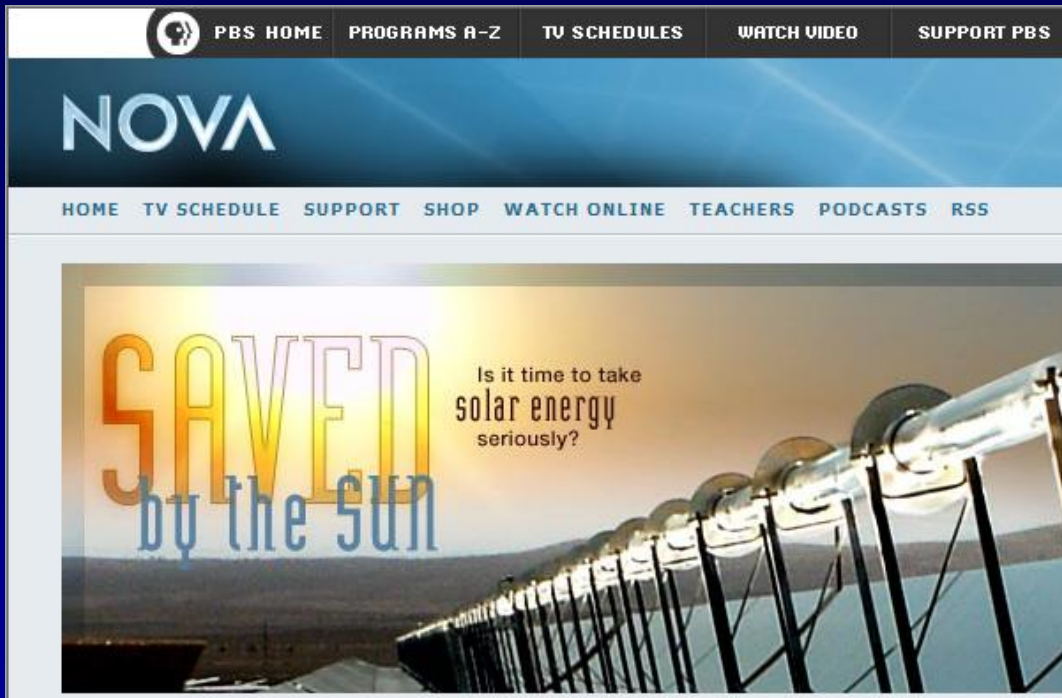 PBS HOME PROGRAMS A-Z TV SCHEDULES WATCH VIDEO SUPPORT PBS
NOVA
HOME TV SCHEDULE SUPPORT SHOP WATCH ONLINE TEACHERS PODCASTS RSS
SAVED
by the SUN
Is it time to take
solar energy
seriously?